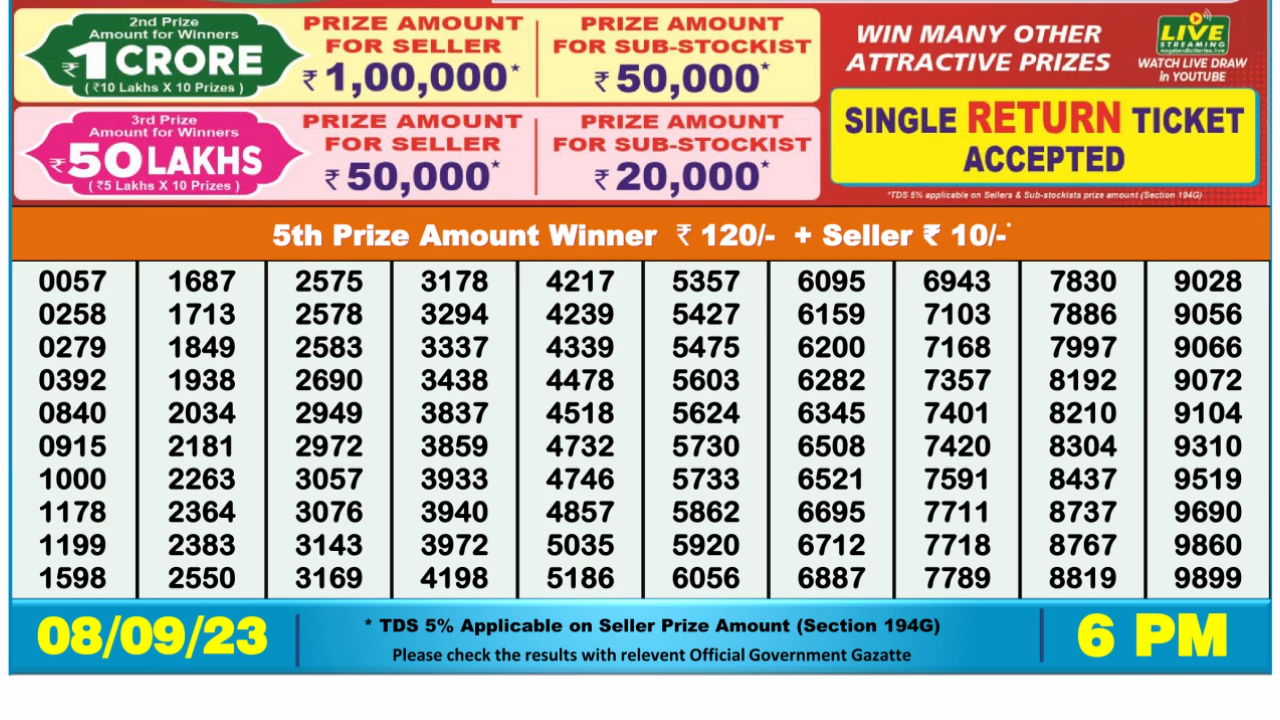 2nd Prize
Amount for Winners
₹1 CRORE
(₹10 Lakhs X 10 Prizes)
PRIZE AMOUNT
FOR SELLER
₹1,00,000*
PRIZE AMOUNT
FOR SUB-STOCKIST
₹50,000*
3rd Prize
Amount for Winners
₹50 LAKHS
(₹5 Lakhs X 10 Prizes)
PRIZE AMOUNT
FOR SELLER
₹50,000*
PRIZE AMOUNT
FOR SUB-STOCKIST
₹20,000*
WIN MANY OTHER
ATTRACTIVE PRIZES
LIVE
STREAMING
WATCH LIVE DRAW
in YOUTUBE
SINGLE RETURN TICKET
ACCEPTED
*TDS 5% applicable on Sellers & Sub-stockists prize amount (Section 194G)
5th Prize Amount Winner ₹ 120/- + Seller ₹ 10/-*
0057 1687 2575 3178 4217 5357 6095 6943 7830 9028
0258 1713 2578 3294 4239 5427 6159 7103 7886 9056
0279 1849 2583 3337 4339 5475 6200 7168 7997 9066
0392 1938 2690 3438 4478 5603 6282 7357 8192 9072
0840 2034 2949 3837 4518 5624 6345 7401 8210 9104
0915 2181 2972 3859 4732 5730 6508 7420 8304 9310
1000 2263 3057 3933 4746 5733 6521 7591 8437 9519
1178 2364 3076 3940 4857 5862 6695 7711 8737 9690
1199 2383 3143 3972 5035 5920 6712 7718 8767 9860
1598 2550 3169 4198 5186 6056 6887 7789 8819 9899
08/09/23
* TDS 5% Applicable on Seller Prize Amount (Section 194G)
Please check the results with relevent Official Government Gazatte
6 PM